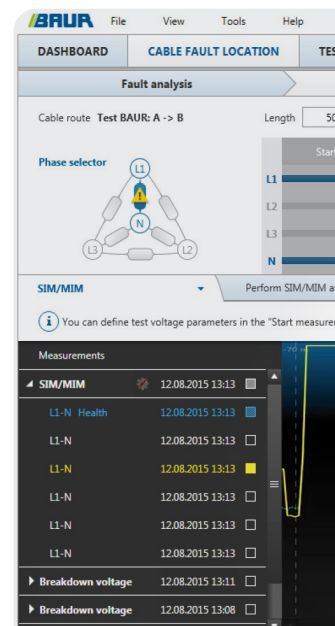 BAUR File View Tools Help
DASHBOARD CABLE FAULT LOCATION
Fault analysis
Cable route Test BAUR: A -> B Length
Phase selector
L1
N
L3 L2
L1
L2
L3
N
SIM/MIM Perform SIM/MIM
i You can define test voltage parameters in the "Start
Measurements -70
SIM/MIM 12.08.2015 13:13
L1-N Health 12.08.2015 13:13
L1-N 12.08.2015 13:13
L1-N 12.08.2015 13:13
L1-N 12.08.2015 13:13
L1-N 12.08.2015 13:13
L1-N 12.08.2015 13:13
Breakdown voltage 12.08.2015 13:11
Breakdown voltage 12.08.2015 13:08